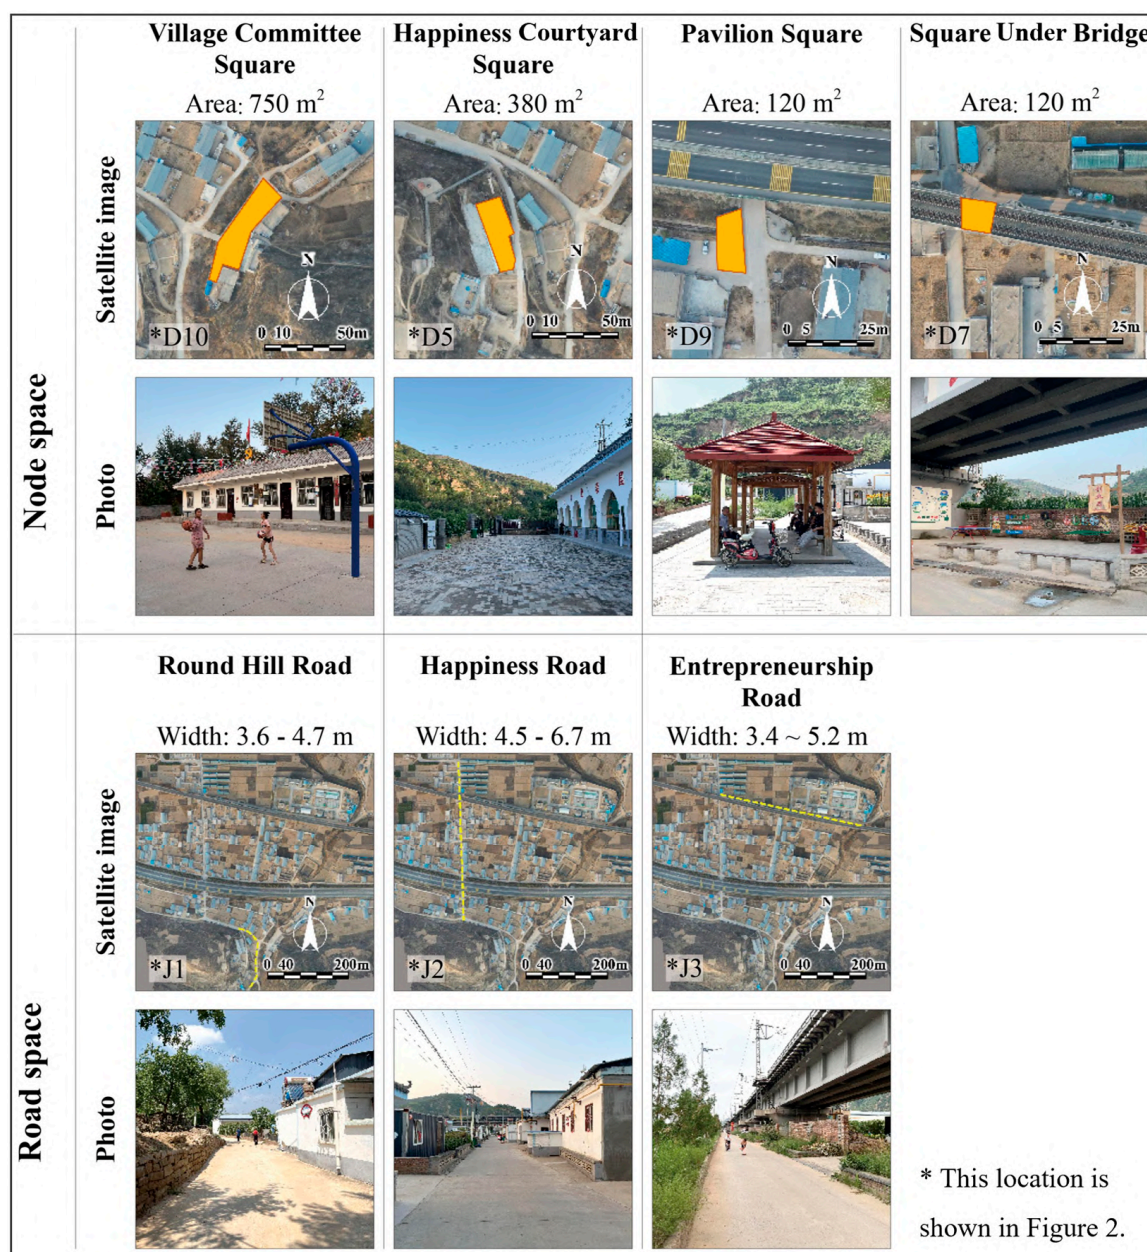 Village Committee
Square
Area: 750 m²
Happiness Courtyard
Square
Area: 380 m²
Pavilion Square
Area: 120 m²
Square Under Bridge
Area: 120 m²
Node space
Satellite image
N
*D10
0 10 50m
N
*D5
0 10 50m
N
*D9
0 5 25m
N
*D7
0 5 25m
Photo
Round Hill Road
Width: 3.6 - 4.7 m
Happiness Road
Width: 4.5 - 6.7 m
Entrepreneurship
Road
Width: 3.4 ~ 5.2 m
Road space
Satellite image
N
*J1
0 40 200m
N
*J2
0 40 200m
N
*J3
0 40 200m
Photo
* This location is
shown in Figure 2.